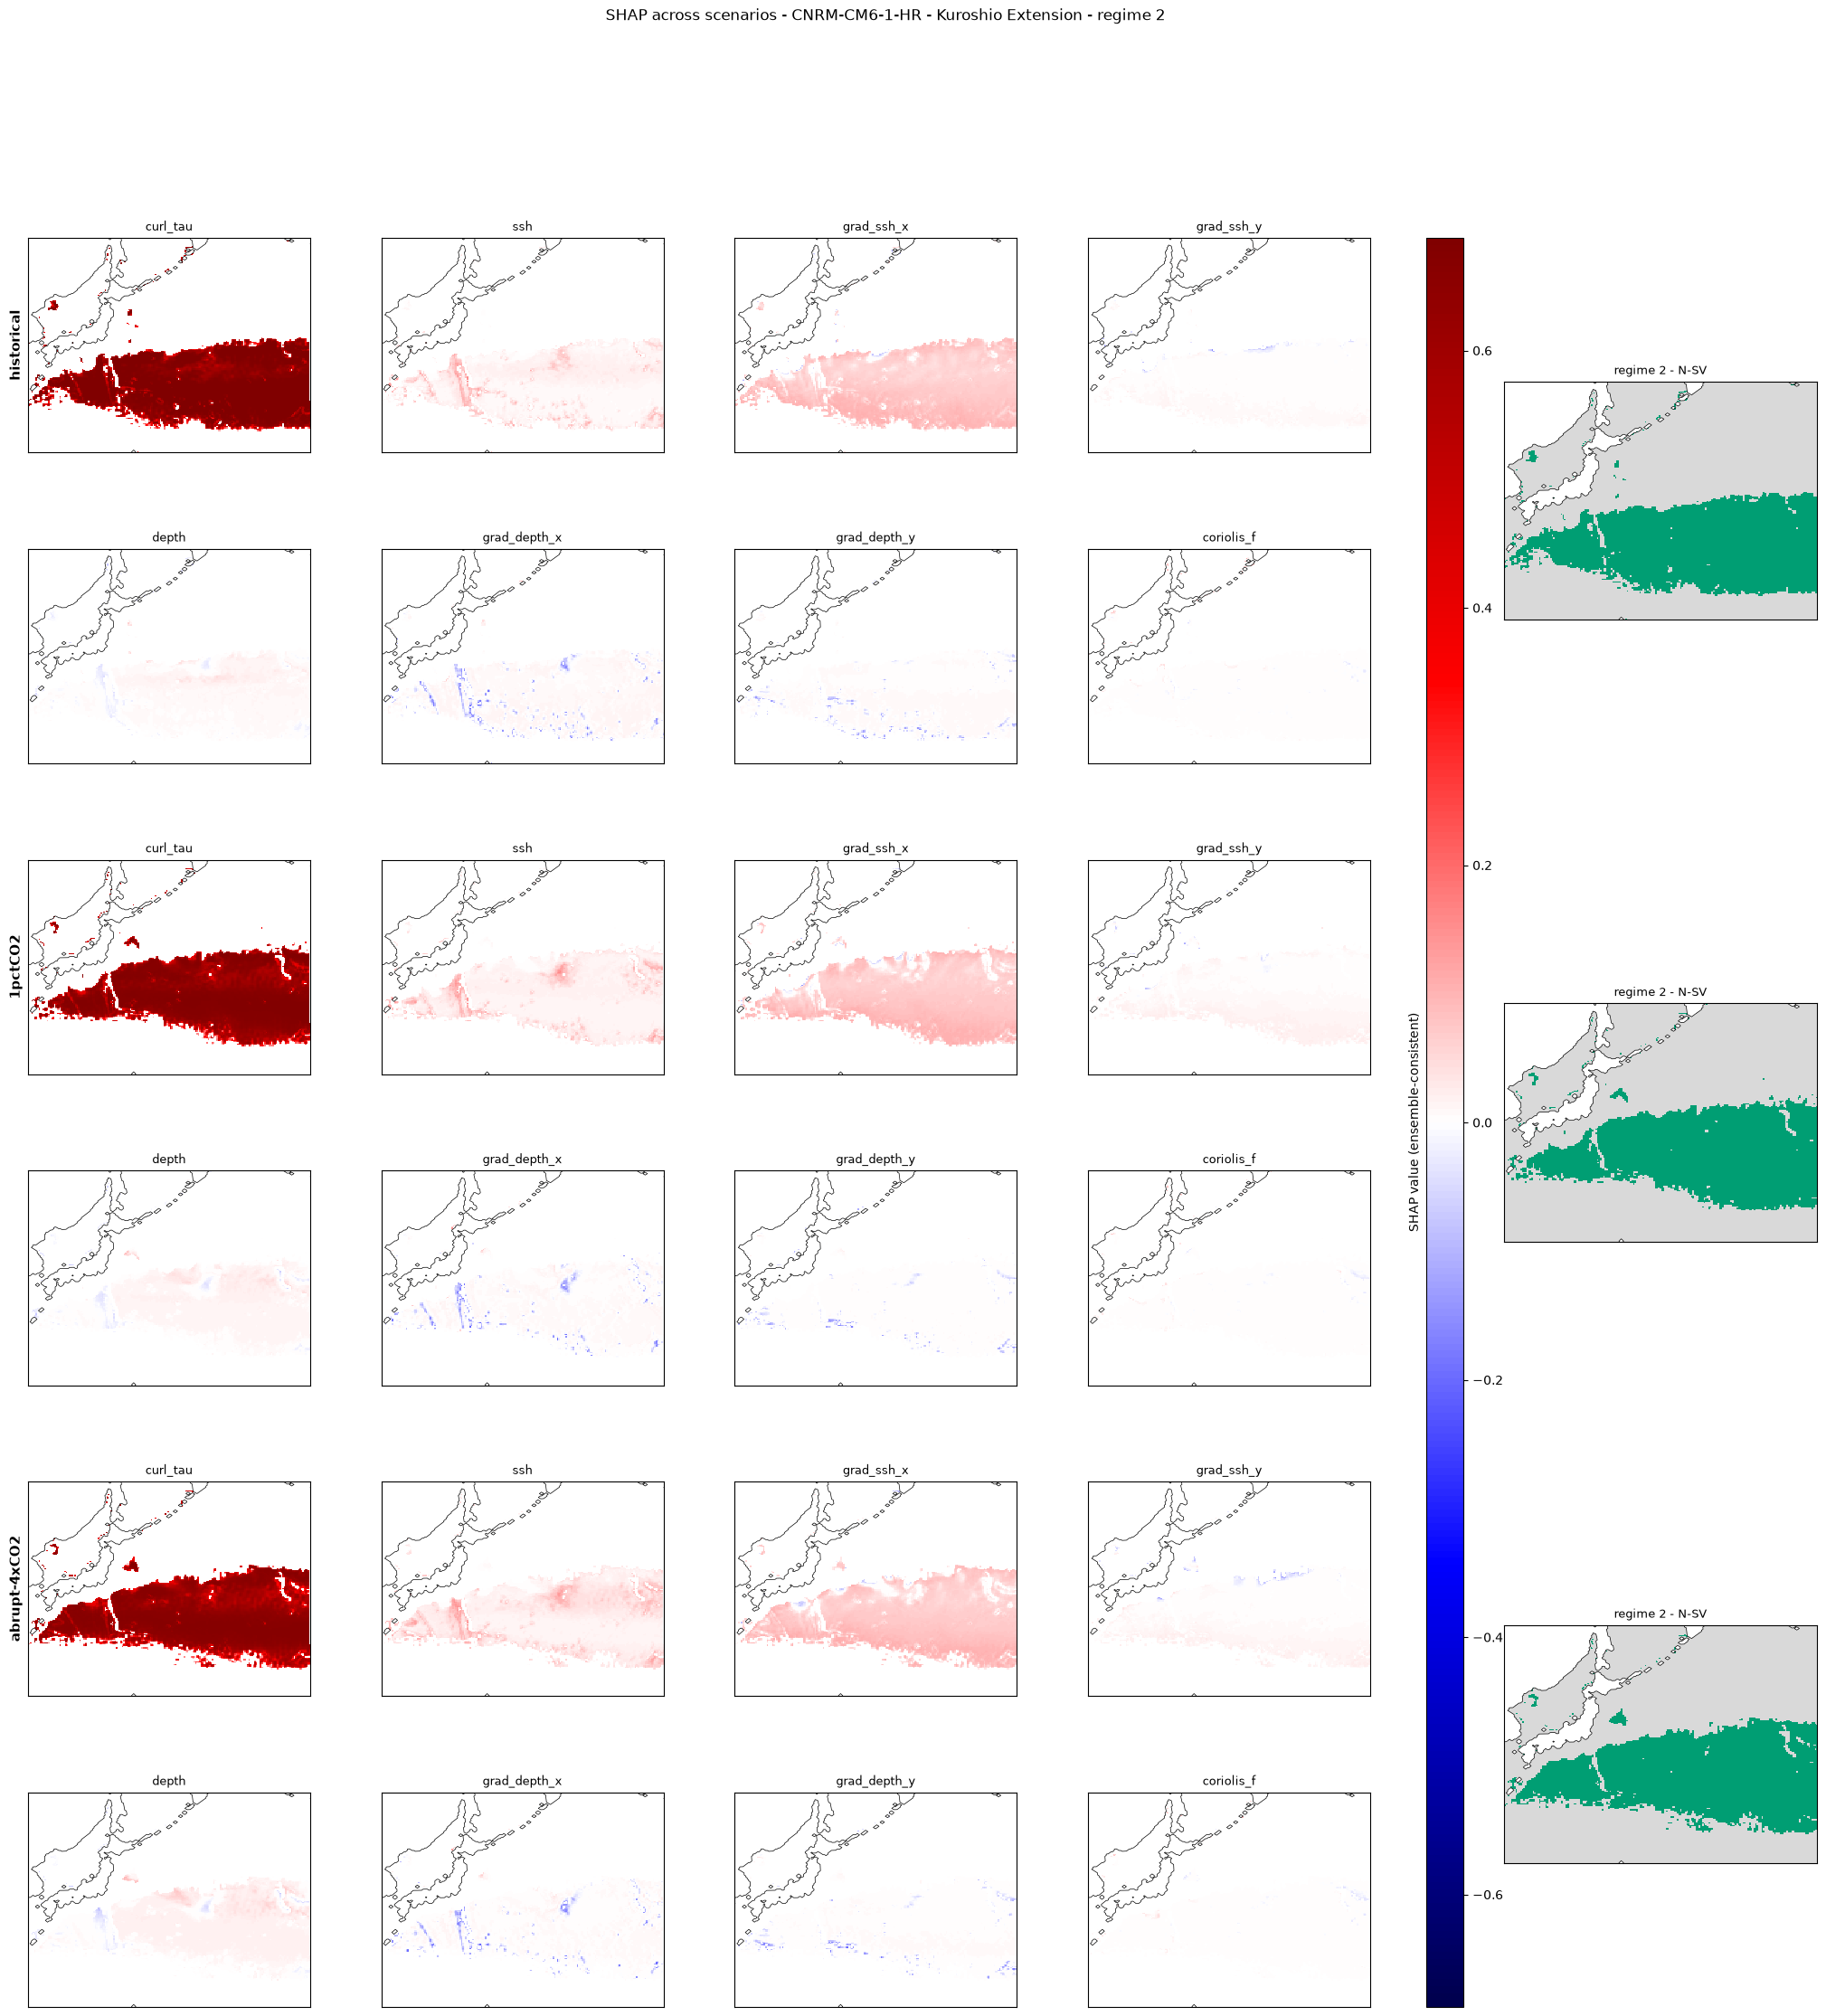 SHAP across scenarios - CNRM-CM6-1-HR - Kuroshio Extension - regime 2
historical
curl_tau
ssh
grad_ssh_x
grad_ssh_y
depth
grad_depth_x
grad_depth_y
coriolis_f
1pctCO2
curl_tau
ssh
grad_ssh_x
grad_ssh_y
depth
grad_depth_x
grad_depth_y
coriolis_f
abrupt-4xCO2
curl_tau
ssh
grad_ssh_x
grad_ssh_y
depth
grad_depth_x
grad_depth_y
coriolis_f
SHAP value (ensemble-consistent)
0.6
0.4
0.2
0.0
−0.2
−0.4
−0.6
regime 2 - N-SV
regime 2 - N-SV
regime 2 - N-SV